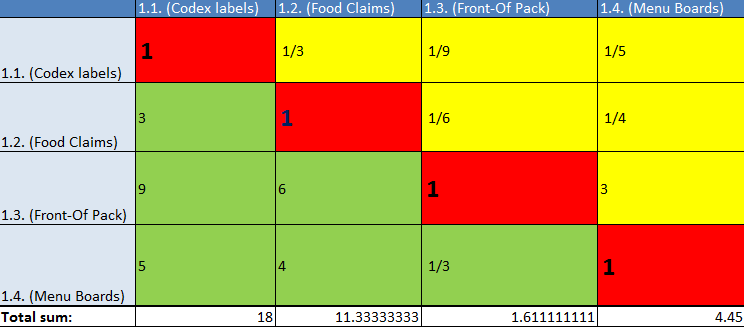 1.1. (Codex labels) 1.2. (Food Claims) 1.3. (Front-Of Pack) 1.4. (Menu Boards)
1.1. (Codex labels) 1 1/3 1/9 1/5
1.2. (Food Claims) 3 1 1/6 1/4
1.3. (Front-Of Pack) 9 6 1 3
1.4. (Menu Boards) 5 4 1/3 1
Total sum: 18 11.33333333 1.611111111 4.45